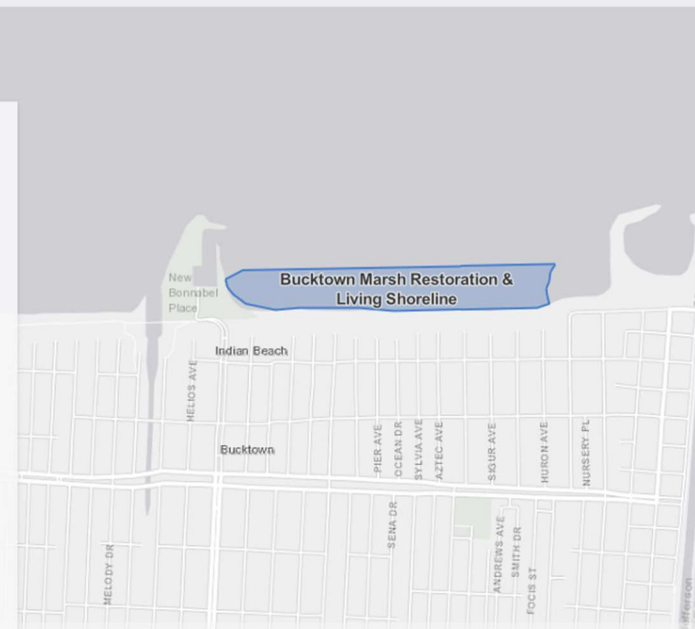 Bucktown Marsh Restoration &
Living Shoreline
New
Bonnabel
Place
Indian Beach
HELIOS AVE
Bucktown
PIER AVE
OCEAN DR
SYLVIA AVE
AZTEC AVE
SIGUR AVE
HURON AVE
NURSERY PL
SENA DR
MELODY DR
ANDREWS AVE
SMITH DR
FOCIS ST